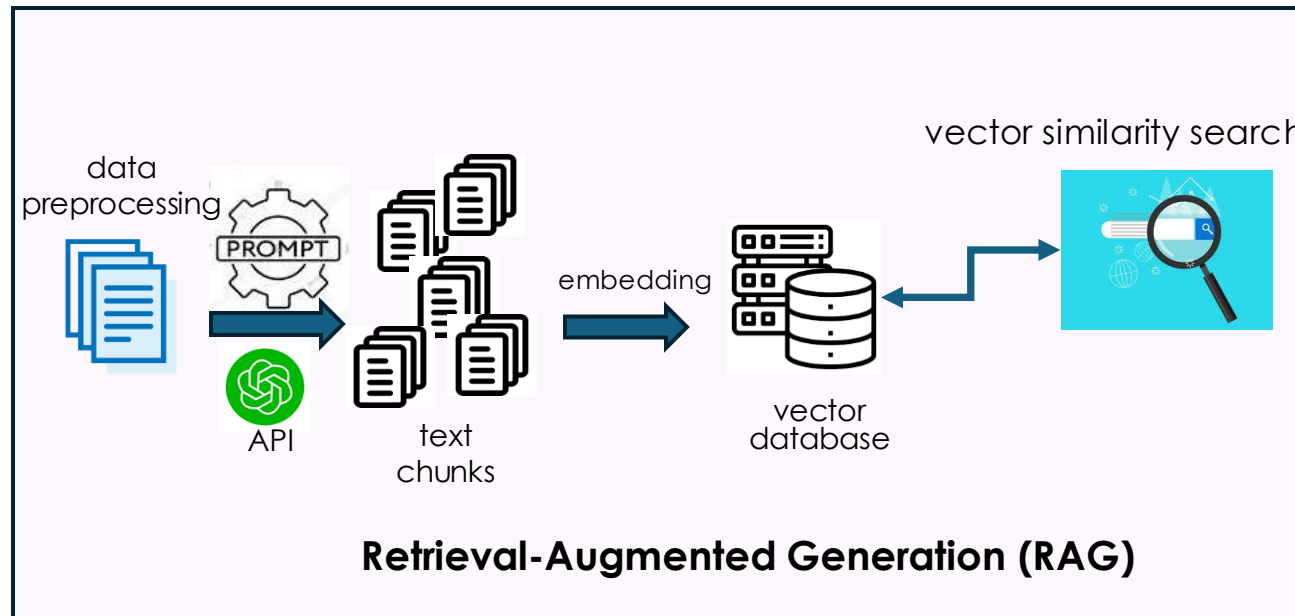 data
preprocessing
PROMPT
API
text
chunks
embedding
vector
database
vector similarity search
Retrieval-Augmented Generation (RAG)